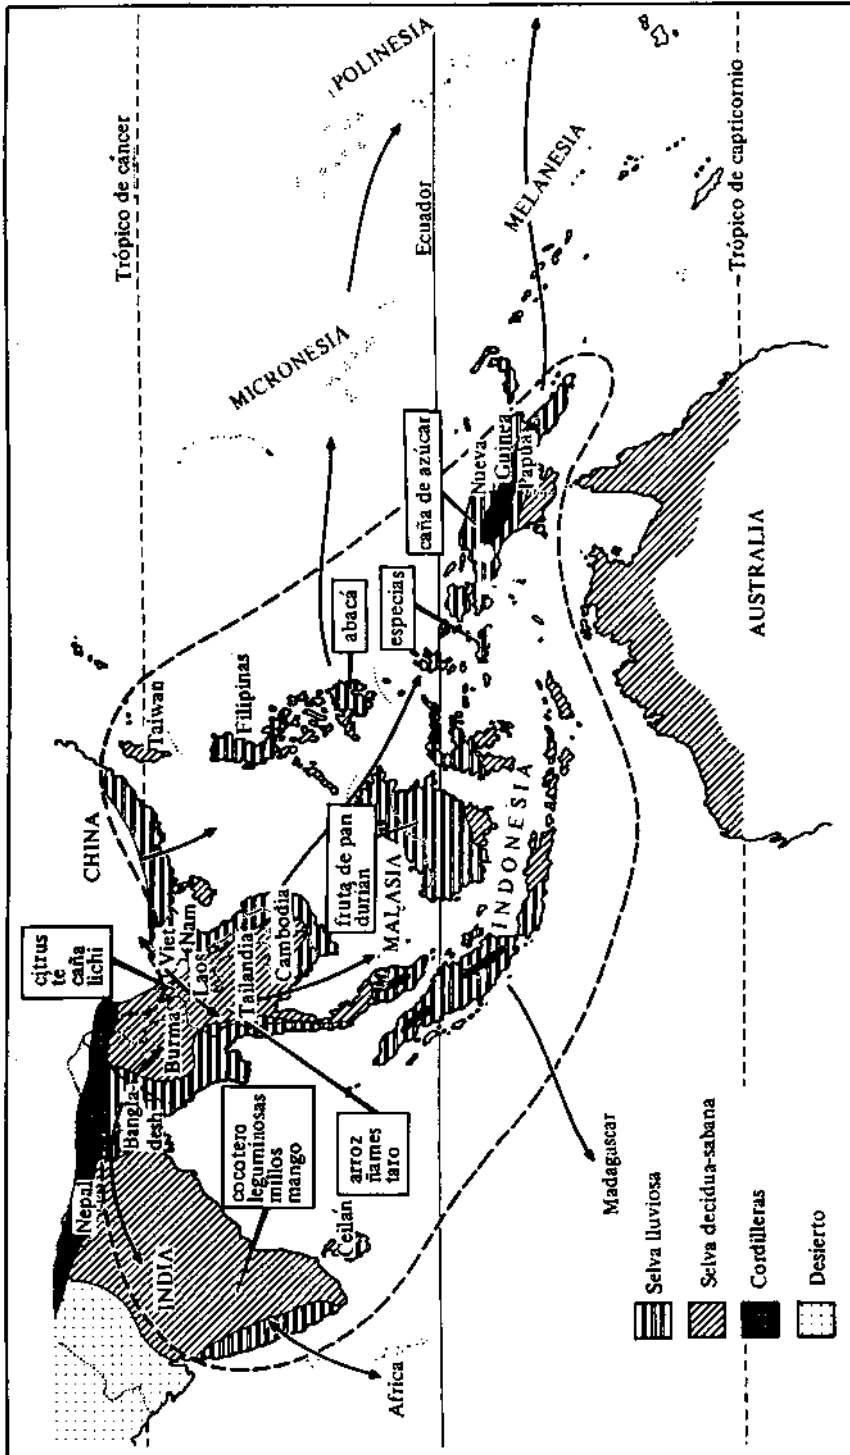 Trópico de cáncer
POLINESIA
MICRONESIA
Ecuador
MELANESIA
Trópico de capricornio
CHINA
Taiwan
Filipinas
abacá
especias
caña de azúcar
Nueva
Guinea
Papúa
citrus
te
caña
lichi
Viet
Nam
Laos
Burma
Tailandia
Cambodia
fruta de pan
durián
MALASIA
INDONESIA
AUSTRALIA
Nepal
Bangla-
desh
INDIA
cocotero
leguminosas
millos
mango
arroz
ñames
taro
Ceilán
Africa
Madagascar
Selva lluviosa
Selva decidua-sabana
Cordilleras
Desierto